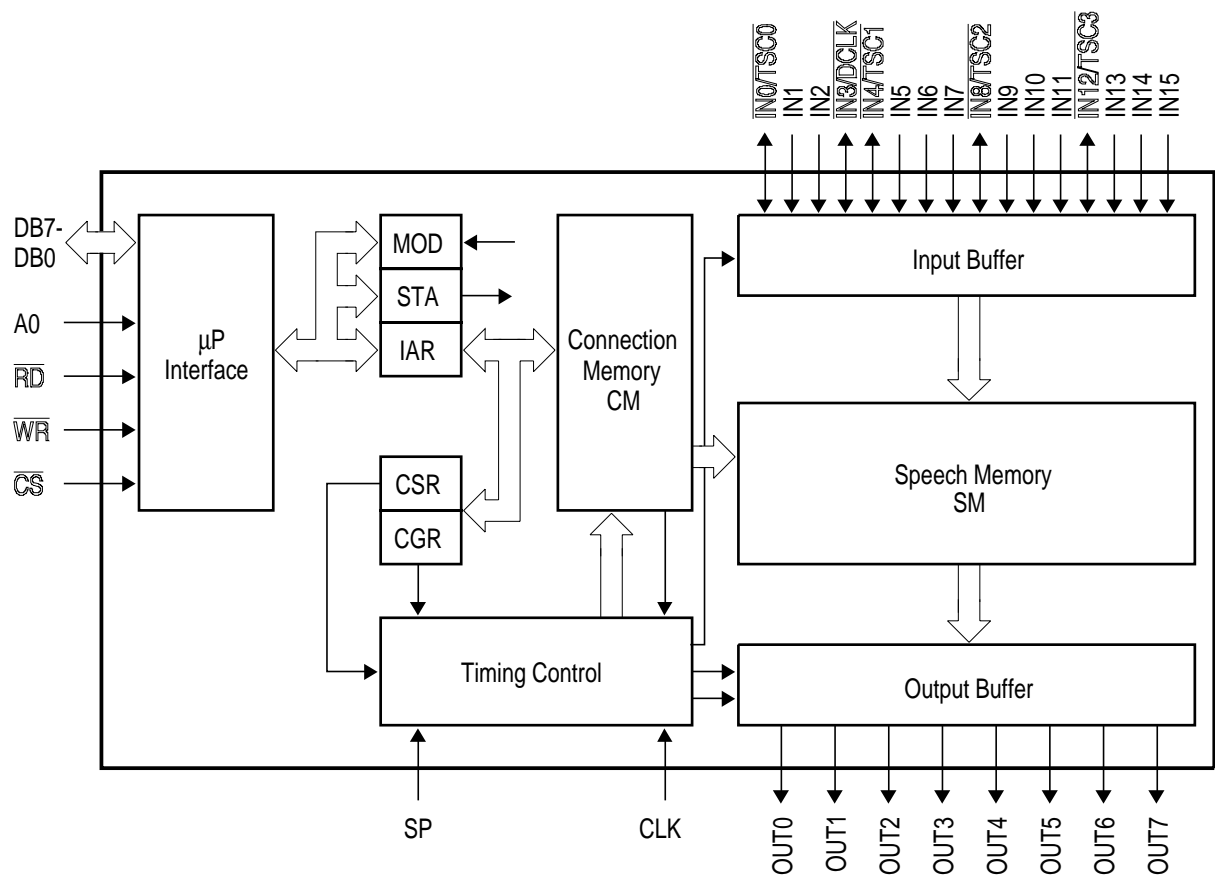 IN0/TSC0
IN1
IN2
IN3/DCLK
IN4/TSC1
IN5
IN6
IN7
IN8/TSC2
IN9
IN10
IN11
IN12/TSC3
IN13
IN14
IN15
DB7-
DB0
A0
RD
WR
CS
µP
Interface
MOD
STA
IAR
CSR
CGR
Connection
Memory
CM
Input Buffer
Speech Memory
SM
Timing Control
Output Buffer
SP
CLK
OUT0
OUT1
OUT2
OUT3
OUT4
OUT5
OUT6
OUT7